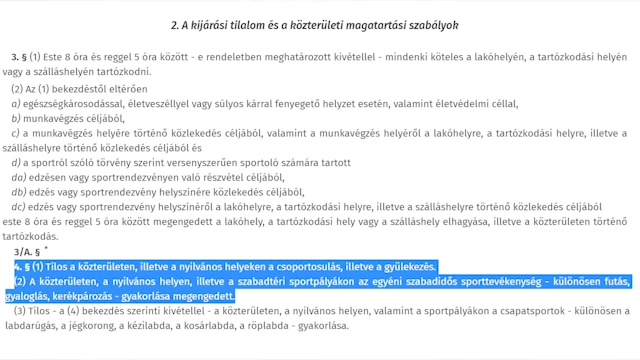 2. A kijárási tilalom és a közterületi magatartási szabályok
3. § (1) Este 8 óra és reggel 5 óra között - e rendeletben meghatározott kivétellel - mindenki köteles a lakóhelyén, a tartózkodási helyén
vagy a szálláshelyén tartózkodni.
(2) Az (1) bekezdéstől eltérően
a) egészségkárosodással, életveszéllyel vagy súlyos kárral fenyegető helyzet esetén, valamint életvédelmi céllal,
b) munkavégzés céljából,
c) a munkavégzés helyére történő közlekedés céljából, valamint a munkavégzés helyéről a lakóhelyre, a tartózkodási helyre, illetve a
szálláshelyre történő közlekedés céljából és
d) a sportról szóló törvény szerint versenyszerűen sportoló számára tartott
da) edzésen vagy sportrendezvényen való részvétel céljából,
db) edzés vagy sportrendezvény helyszínére közlekedés céljából,
dc) edzés vagy sportrendezvény helyszínéről a lakóhelyre, a tartózkodási helyre, illetve a szálláshelyre történő közlekedés céljából
este 8 óra és reggel 5 óra között megengedett a lakóhely, a tartózkodási hely vagy a szálláshely elhagyása, illetve a közterületen történő
tartózkodás.
3/A. § *
4. § (1) Tilos a közterületen, illetve a nyilvános helyeken a csoportosulás, illetve a gyülekezés.
(2) A közterületen, a nyilvános helyen, illetve a szabadtéri sportpályákon az egyéni szabadidős sporttevékenység - különösen futás,
gyaloglás, kerékpározás - gyakorlása megengedett.
(3) Tilos - a (4) bekezdés szerinti kivétellel - a közterületen, a nyilvános helyen, valamint a sportpályákon a csapatsportok - különösen a
labdarúgás, a jégkorong, a kézilabda, a kosárlabda, a röplabda - gyakorlása.